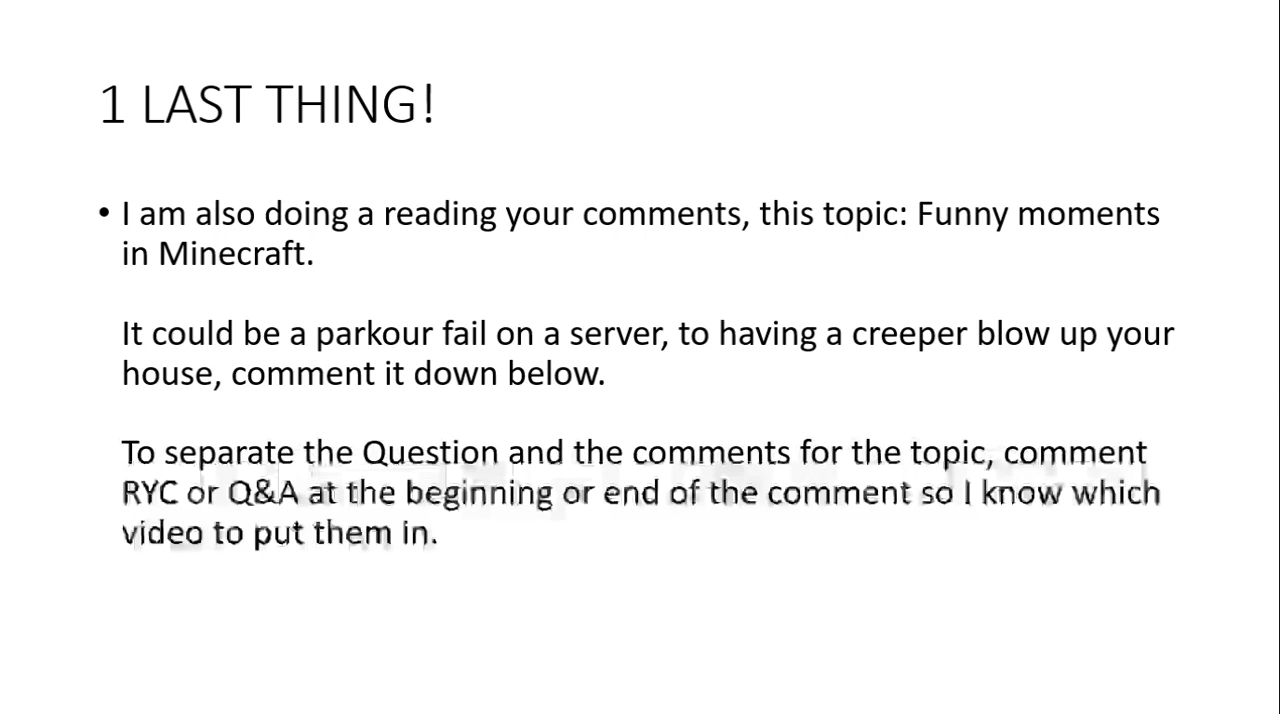 1 LAST THING!
• I am also doing a reading your comments, this topic: Funny moments
in Minecraft.
It could be a parkour fail on a server, to having a creeper blow up your
house, comment it down below.
To separate the Question and the comments for the topic, comment
RYC or Q&A at the beginning or end of the comment so I know which
video to put them in.